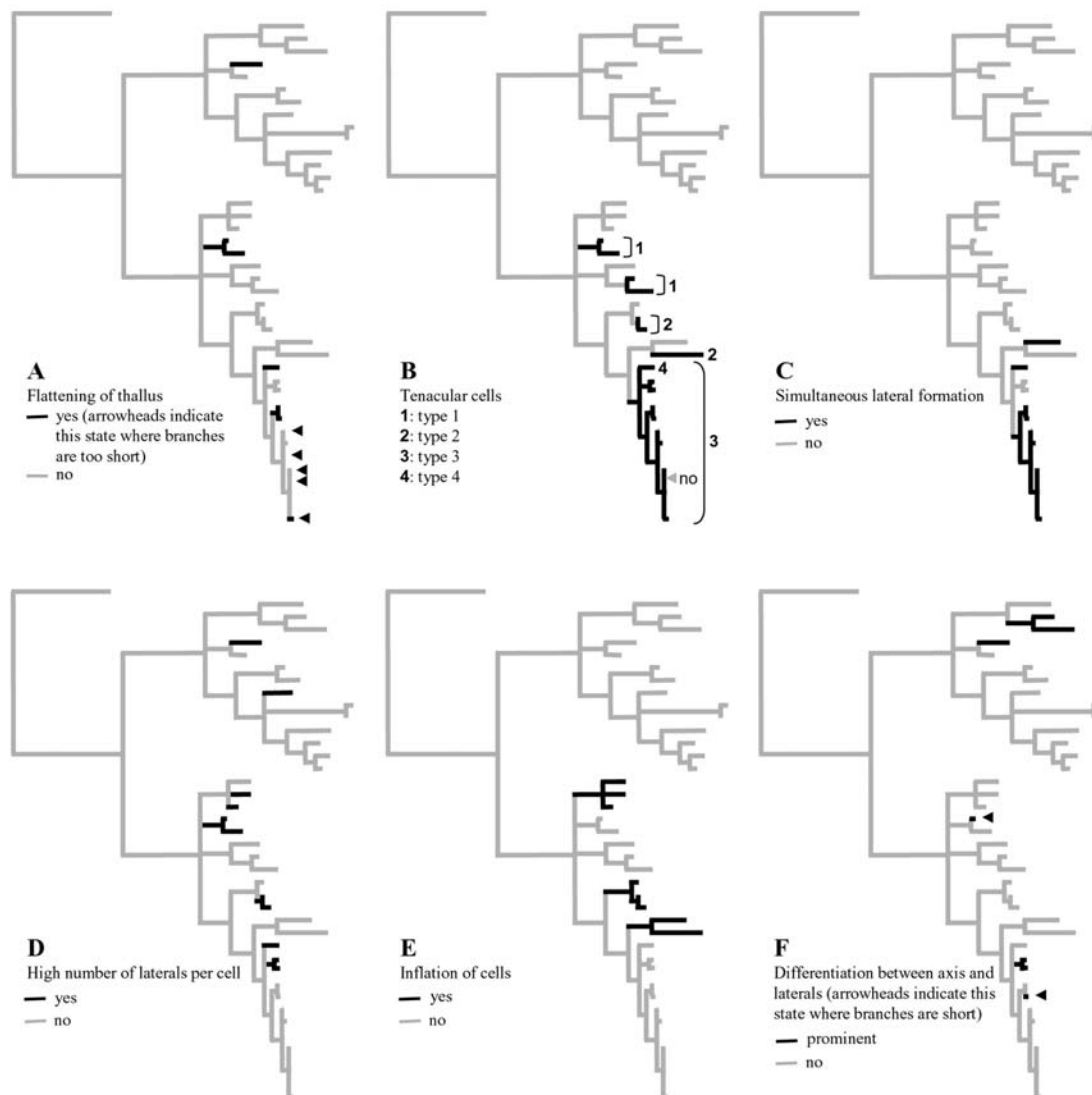 A
Flattening of thallus
yes (arrowheads indicate
this state where branches
are too short)
no
1
1
2
2
4
3
no
B
Tenacular cells
1: type 1
2: type 2
3: type 3
4: type 4
C
Simultaneous lateral formation
yes
no
D
High number of laterals per cell
yes
no
E
Inflation of cells
yes
no
F
Differentiation between axis and
laterals (arrowheads indicate this
state where branches are short)
prominent
no